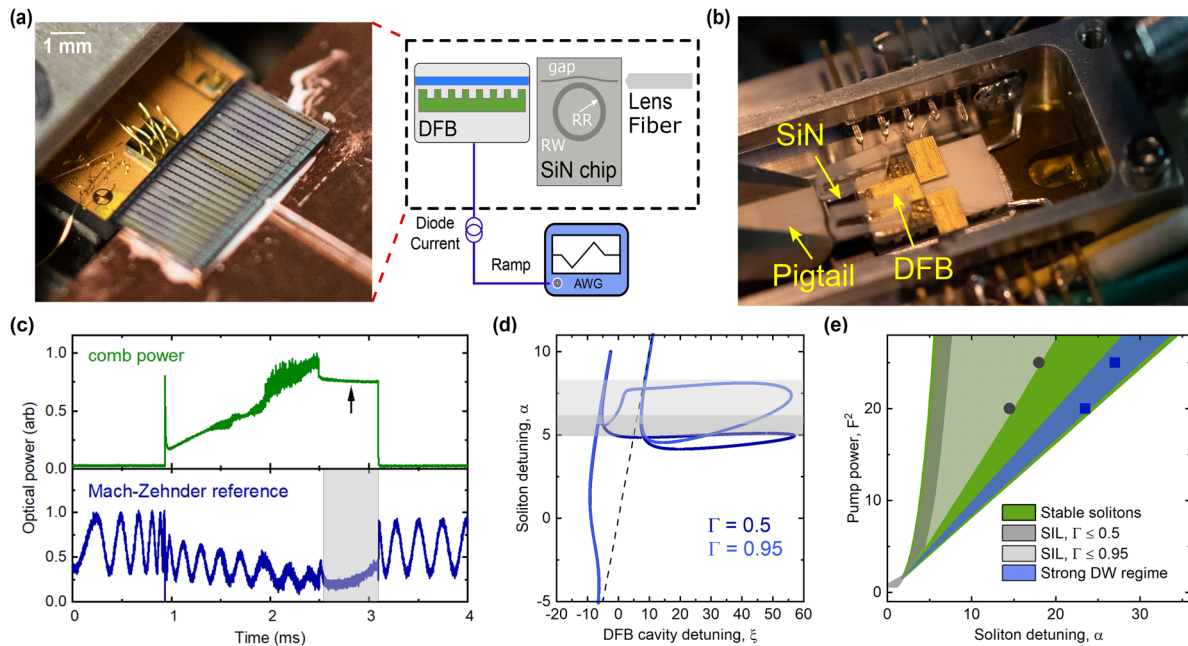 (a)
1 mm
DFB
gap
RR
RW
SiN chip
Lens
Fiber
Diode
Current
Ramp
AWG
(b)
SiN
Pigtail
DFB
(c)
comb power
Mach-Zehnder reference
Optical power (arb)
1.0
0.5
0.0
1.0
0.5
0.0
0 1 2 3 4
Time (ms)
(d)
Soliton detuning, α
10
5
0
-5
Γ = 0.5
Γ = 0.95
-20 -10 0 10 20 30 40 50 60
DFB cavity detuning, ξ
(e)
Pump power, F²
20
10
0
Stable solitons
SIL, Γ ≤ 0.5
SIL, Γ ≤ 0.95
Strong DW regime
0 10 20 30
Soliton detuning, α